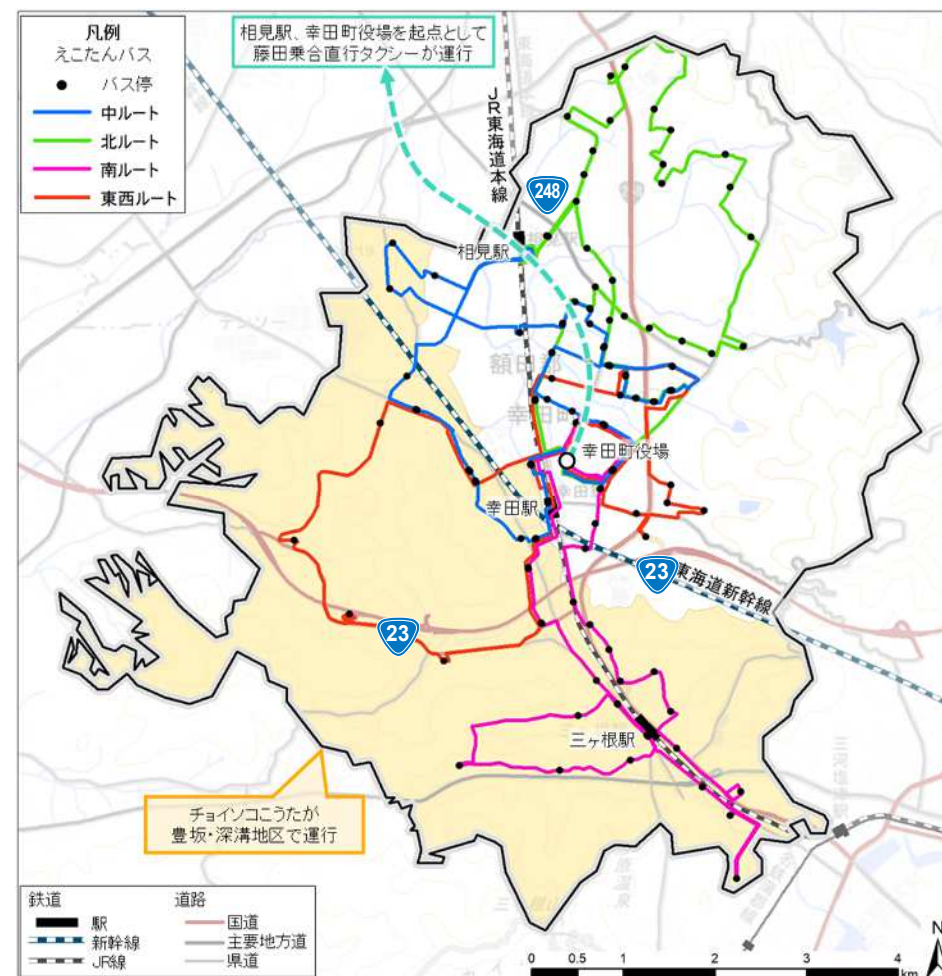 凡例
えこたんバス
バス停
中ルート
北ルート
南ルート
東西ルート
相見駅、幸田町役場を起点として
藤田乗合直行タクシーが運行
JR東海道本線
248
相見駅
額田郡
幸田町
幸田町役場
幸田駅
23
東海道新幹線
23
三ヶ根駅
チョイソコこうたが
豊坂・深溝地区で運行
鉄道
駅
新幹線
JR線
道路
国道
主要地方道
県道
N
0 0.5 1 2 3 4
km